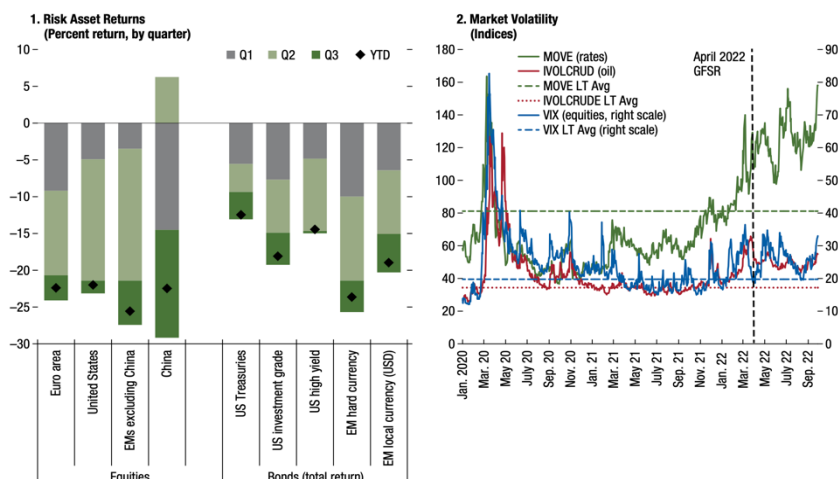 1. Risk Asset Returns
(Percent return, by quarter)
Q1 Q2 Q3 YTD
10
5
0
−5
−10
−15
−20
−25
−30
Euro area
United States
EMs excluding China
China
US Treasuries
US investment grade
US high yield
EM hard currency
EM local currency (USD)
Equities
Bonds (total return)
2. Market Volatility
(Indices)
MOVE (rates)
IVOLCRUD (oil)
MOVE LT Avg
IVOLCRUDE LT Avg
VIX (equities, right scale)
VIX LT Avg (right scale)
April 2022
GFSR
180
160
140
120
100
80
60
40
20
0
90
80
70
60
50
40
30
20
10
0
Jan. 2020
Mar. 20
May 20
July 20
Sep. 20
Nov. 20
Jan. 21
Mar. 21
May 21
July 21
Sep. 21
Nov. 21
Jan. 22
Mar. 22
May 22
July 22
Sep. 22